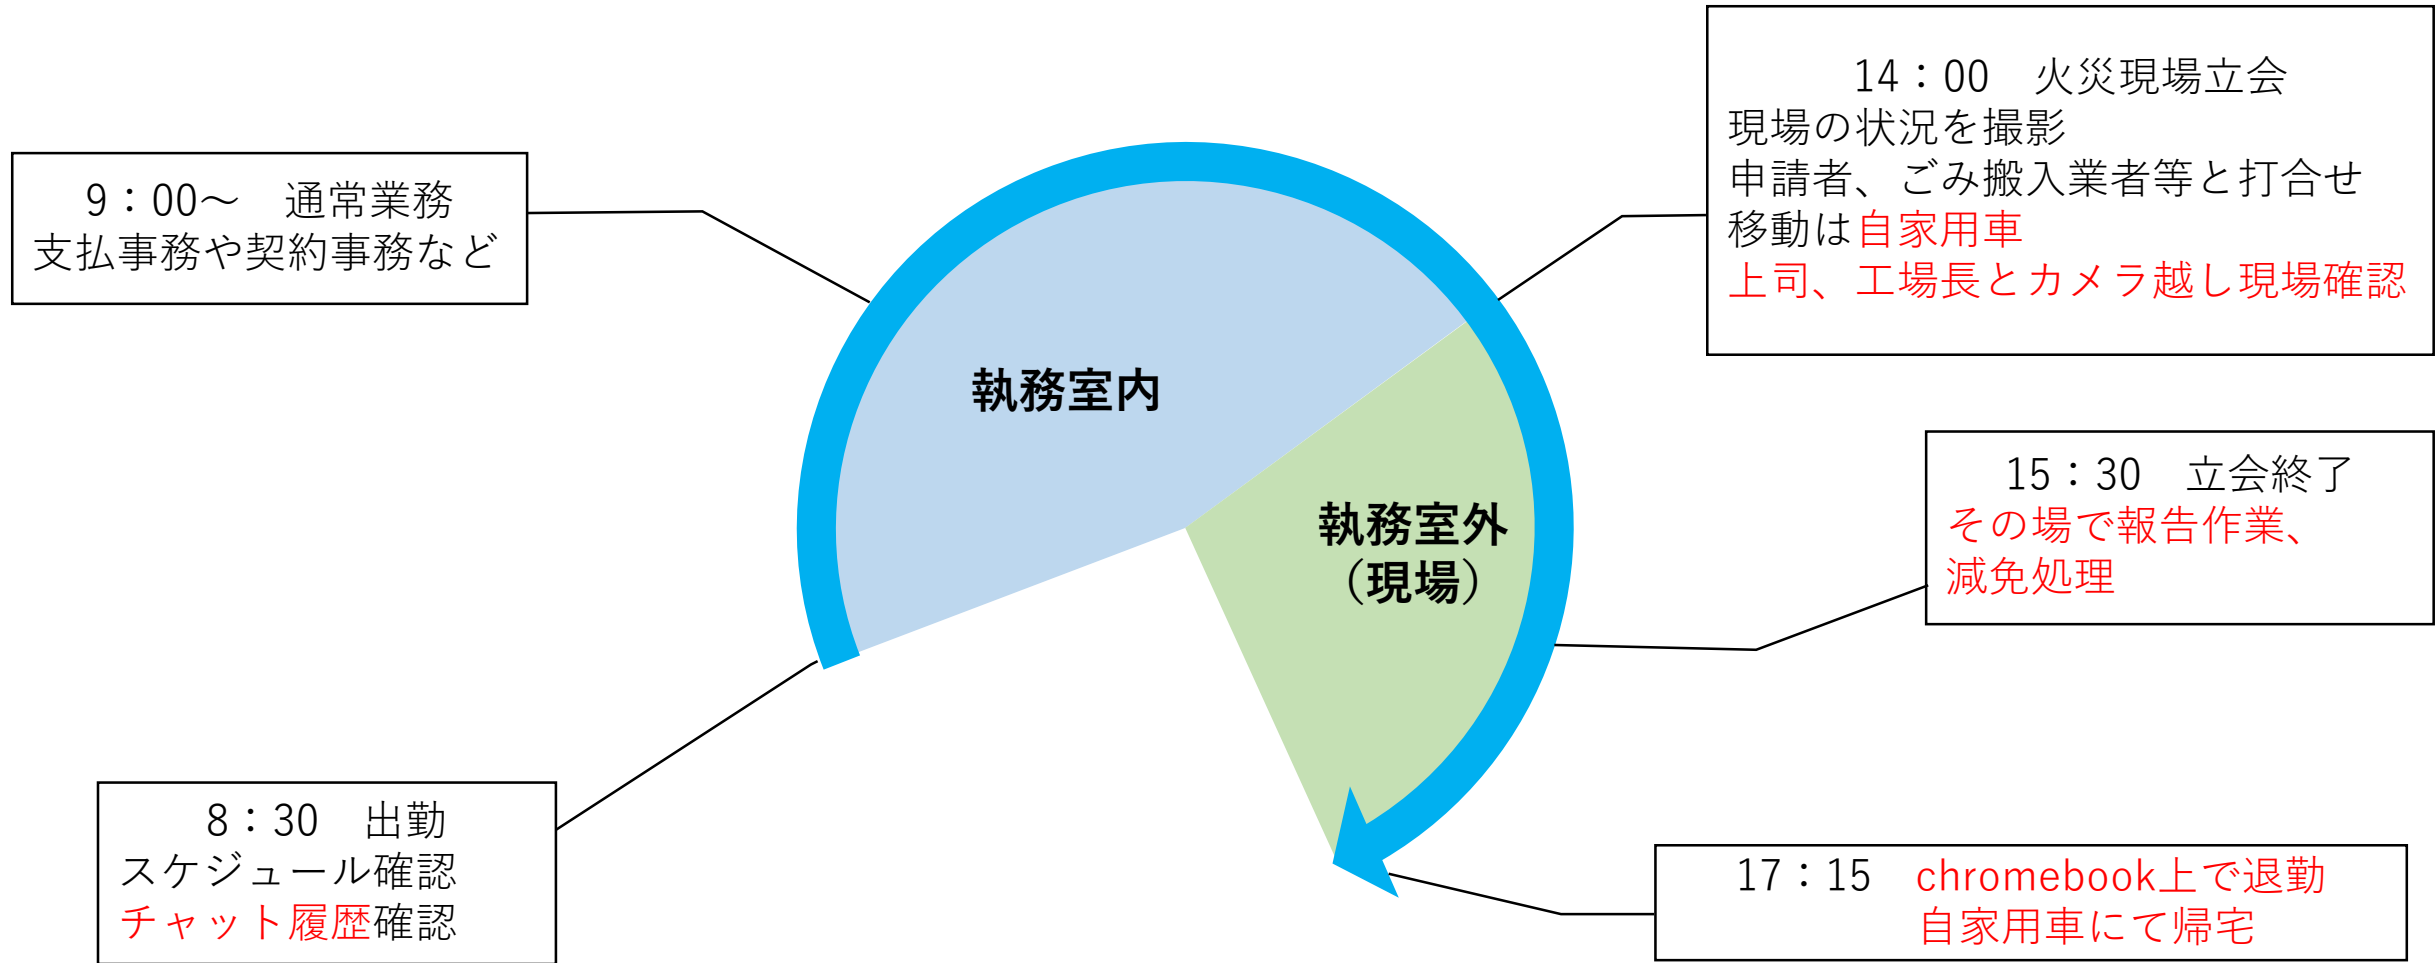 14：00　火災現場立会
現場の状況を撮影
申請者、ごみ搬入業者等と打合せ
移動は自家用車
上司、工場長とカメラ越し現場確認
9：00～　通常業務
支払事務や契約事務など
執務室内
執務室外
（現場）
15：30　立会終了
その場で報告作業、
減免処理
8：30　出勤
スケジュール確認
チャット履歴確認
17：15　chromebook上で退勤
自家用車にて帰宅